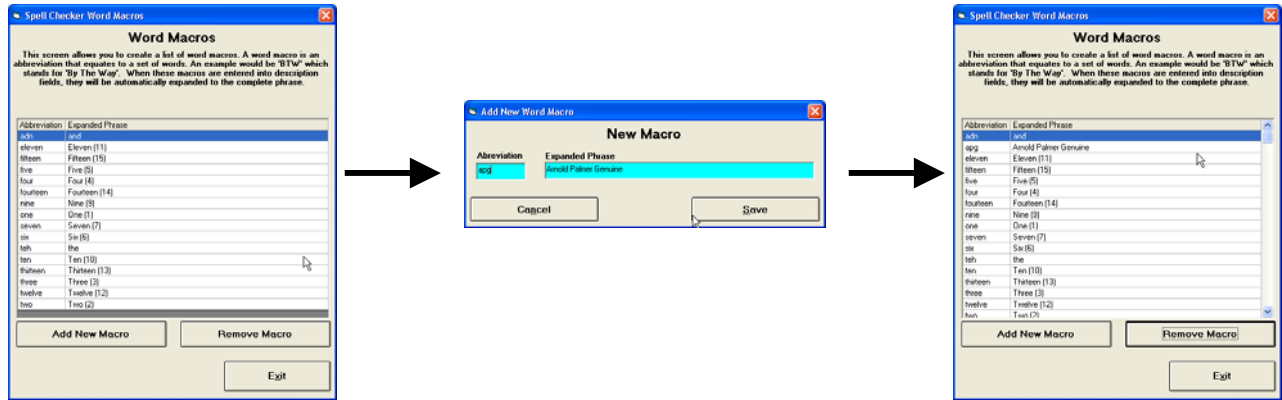 Spell Checker Word Macros
Word Macros
This screen allows you to create a list of word macros. A word macro is an
abbreviation that equates to a set of words. An example would be 'BTW' which
stands for 'By The Way'. When these macros are entered into description
fields, they will be automatically expanded to the complete phrase.
Abbreviation Expanded Phrase
adn and
eleven Eleven (11)
fifteen Fifteen (15)
five Five (5)
four Four (4)
fourteen Fourteen (14)
nine Nine (9)
one One (1)
seven Seven (7)
six Six (6)
teh the
ten Ten (10)
thirteen Thirteen (13)
three Three (3)
twelve Twelve (12)
two Two (2)
Add New Macro Remove Macro
Exit
Add New Word Macro
New Macro
Abreviation Expanded Phrase
apg Arnold Palmer Genuine
Cancel Save
Spell Checker Word Macros
Word Macros
This screen allows you to create a list of word macros. A word macro is an
abbreviation that equates to a set of words. An example would be 'BTW' which
stands for 'By The Way'. When these macros are entered into description
fields, they will be automatically expanded to the complete phrase.
Abbreviation Expanded Phrase
adn and
apg Arnold Palmer Genuine
eleven Eleven (11)
fifteen Fifteen (15)
five Five (5)
four Four (4)
fourteen Fourteen (14)
nine Nine (9)
one One (1)
seven Seven (7)
six Six (6)
teh the
ten Ten (10)
thirteen Thirteen (13)
three Three (3)
twelve Twelve (12)
two Two (2)
Add New Macro Remove Macro
Exit